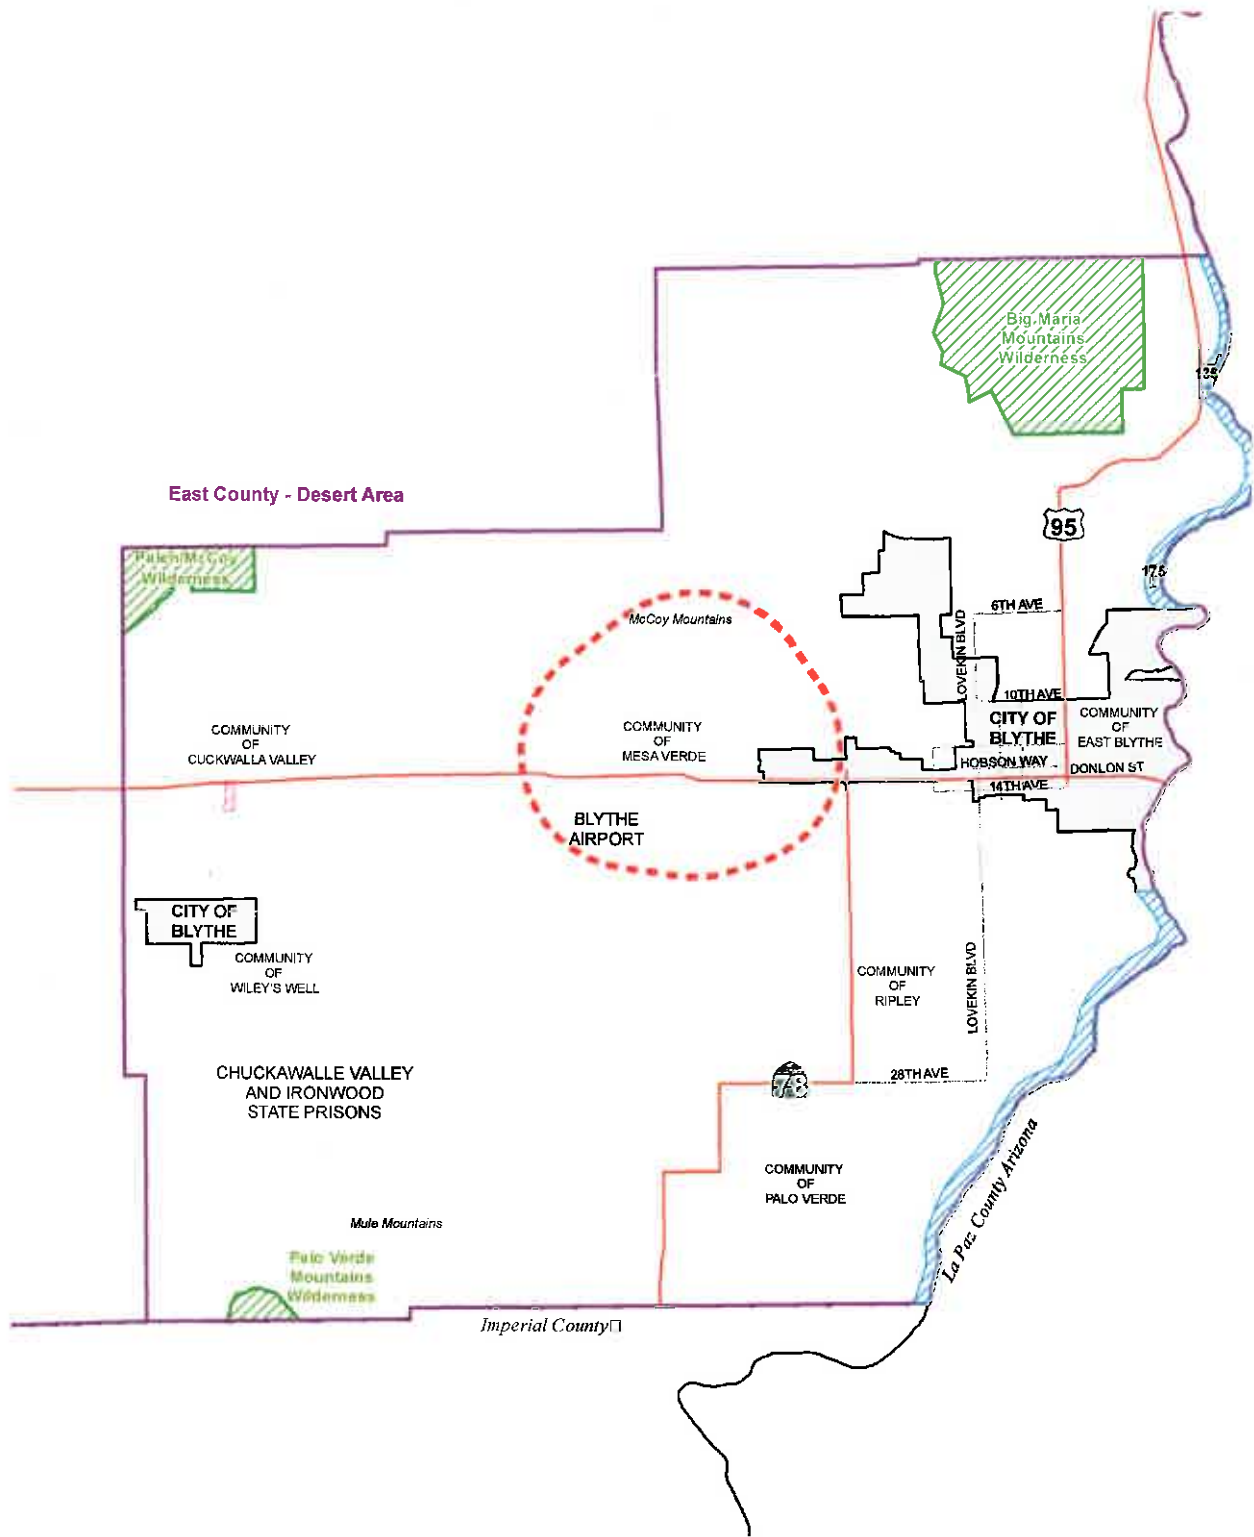 Big Maria
Mountains
Wilderness
East County - Desert Area
95
Palen/McCoy
Wilderness
175
6TH AVE
McCoy Mountains
LOVEKIN BLVD
10TH AVE
COMMUNITY
OF
CUCKWALLA VALLEY
COMMUNITY
OF
MESA VERDE
CITY OF
BLYTHE
COMMUNITY
OF
EAST BLYTHE
HOBSON WAY
DONLON ST
14TH AVE
BLYTHE
AIRPORT
CITY OF
BLYTHE
COMMUNITY
OF
WILEY'S WELL
COMMUNITY
OF
RIPLEY
LOVEKIN BLVD
CHUCKAWALLE VALLEY
AND IRONWOOD
STATE PRISONS
78
28TH AVE
COMMUNITY
OF
PALO VERDE
La Paz County Arizona
Mule Mountains
Palo Verde
Mountains
Wilderness
Imperial County